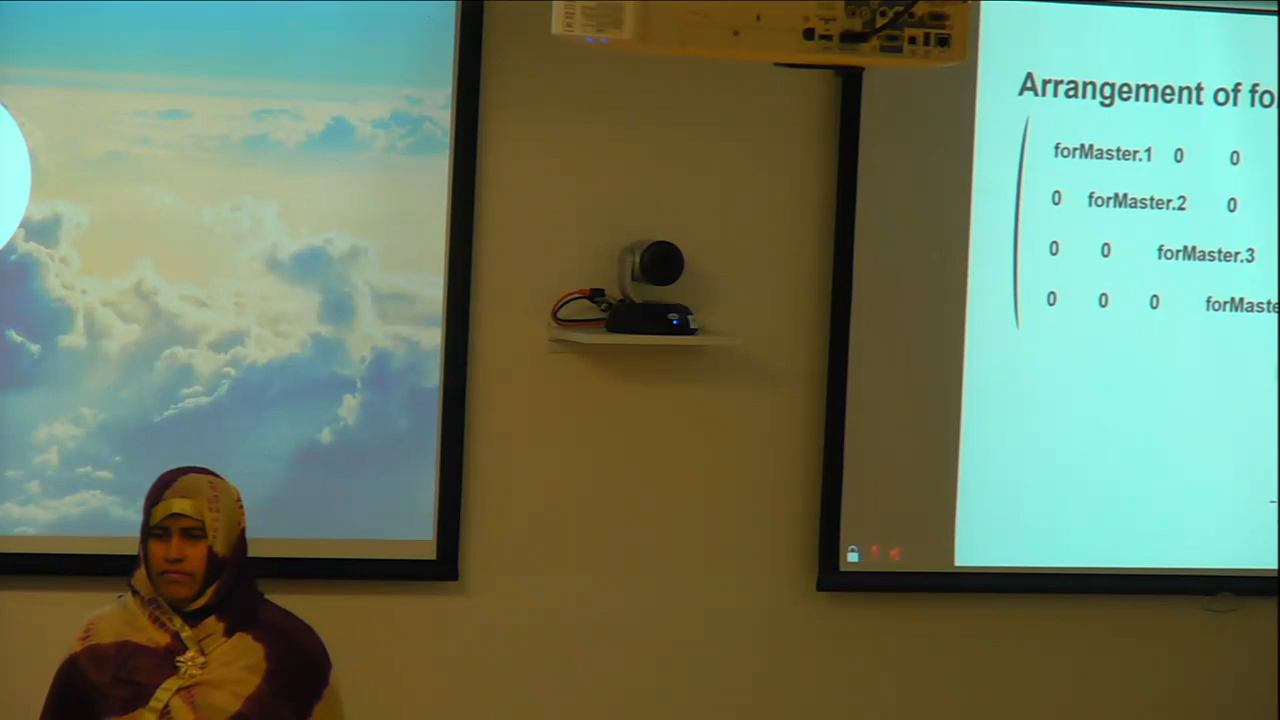 Arrangement of fo
forMaster.1 0 0
0 forMaster.2 0
0 0 forMaster.3
0 0 0 forMaste